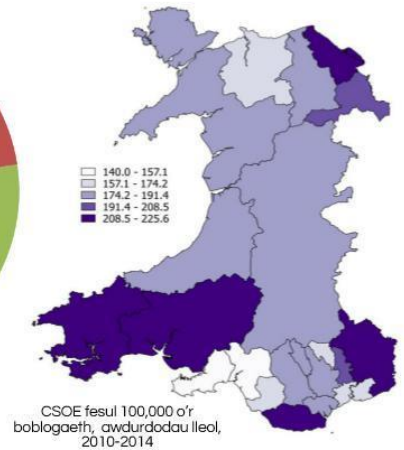 140.0 - 157.1
157.1 - 174.2
174.2 - 191.4
191.4 - 208.5
208.5 - 225.6
CSOE fesul 100,000 o'r
boblogaeth, awdurdodau lleol,
2010-2014